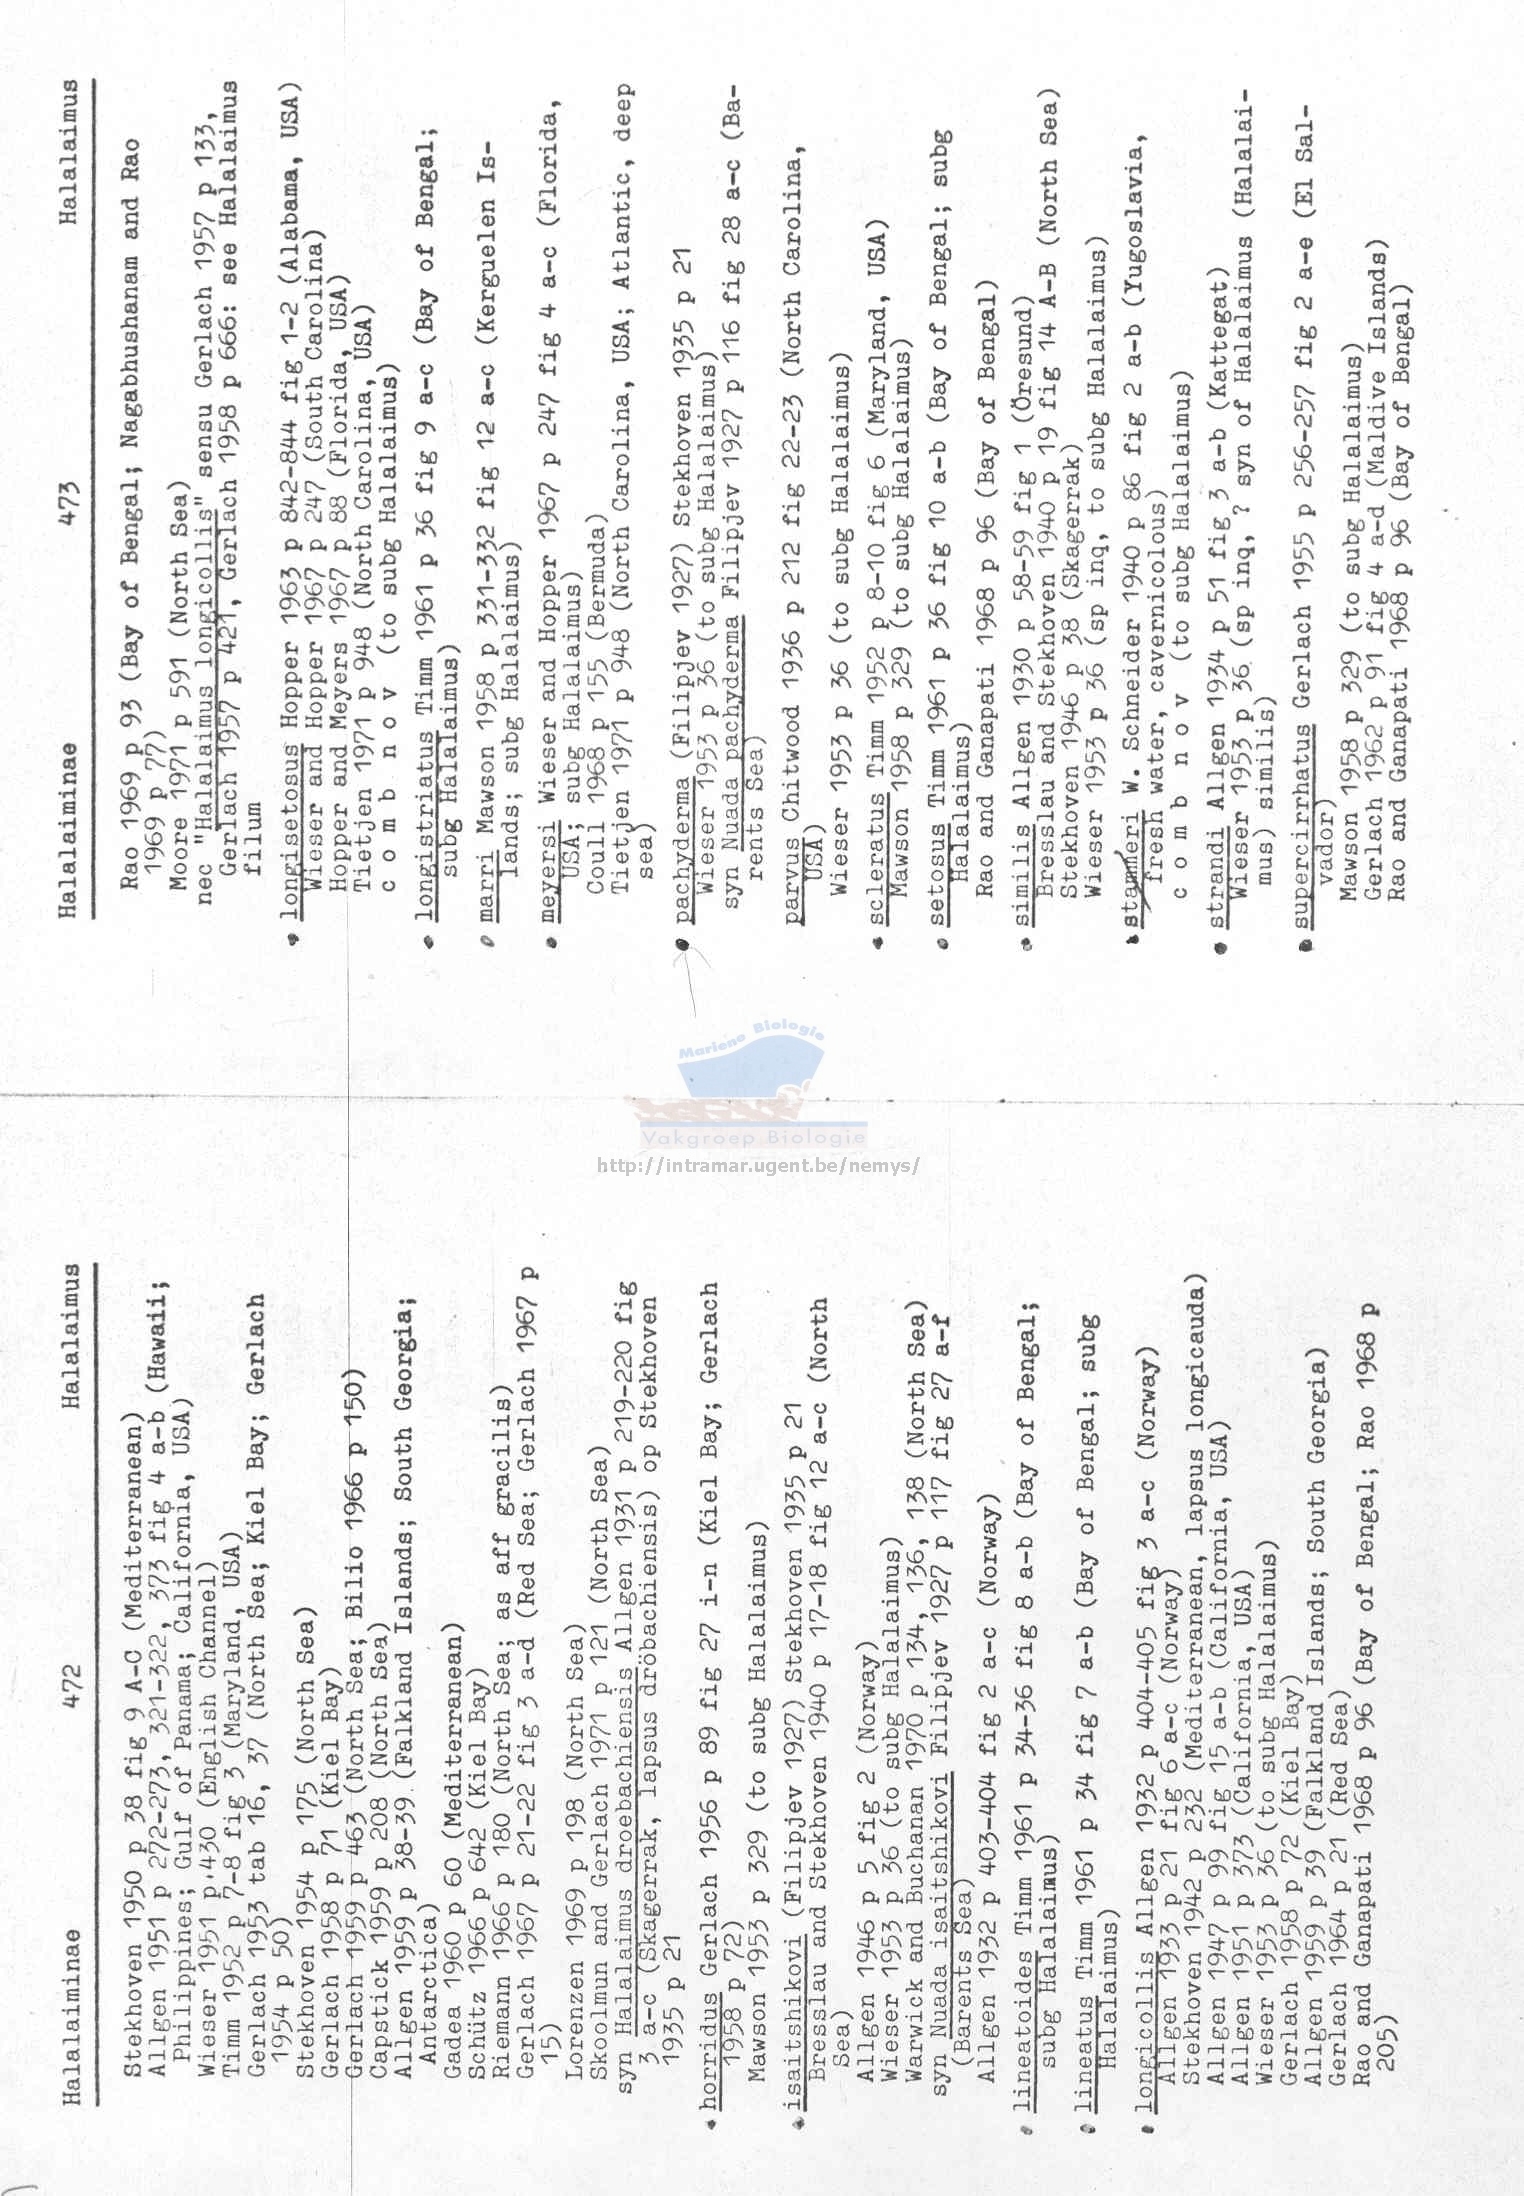 Halalaiminae 472 Halalaimus
Stekhoven 1950 p 38 fig 9 A-C (Mediterranean)
Allgen 1951 p 272-273, 321-322, 373 fig 4 a-b (Hawaii;
Philippines; Gulf of Panama; California, USA)
Wieser 1951 p 430 (English Channel)
Timm 1952 p 7-8 fig 3 (Maryland, USA)
Gerlach 1953 tab 16, 37 (North Sea; Kiel Bay; Gerlach
1954 p 50)
Stekhoven 1954 p 175 (North Sea)
Gerlach 1958 p 71 (Kiel Bay)
Gerlach 1959 p 463 (North Sea; Bilio 1966 p 150)
Capstick 1959 p 208 (North Sea)
Allgen 1959 p 38-39 (Falkland Islands; South Georgia;
Antarctica)
Gadea 1960 p 60 (Mediterranean)
Schütz 1966 p 642 (Kiel Bay)
Riemann 1966 p 180 (North Sea; as aff gracilis)
Gerlach 1967 p 21-22 fig 3 a-d (Red Sea; Gerlach 1967 p
15)
Lorenzen 1969 p 198 (North Sea)
Skoolmun and Gerlach 1971 p 121 (North Sea)
syn Halalaimus droebachiensis Allgen 1931 p 219-220 fig
3 a-c (Skagerrak, lapsus dröbachiensis) op Stekhoven
1935 p 21
horridus Gerlach 1956 p 89 fig 27 i-n (Kiel Bay; Gerlach
1958 p 72)
Mawson 1953 p 329 (to subg Halalaimus)
isaitshikovi (Filipjev 1927) Stekhoven 1935 p 21
Bresslau and Stekhoven 1940 p 17-18 fig 12 a-c (North
Sea)
Allgen 1946 p 5 fig 2 (Norway)
Wieser 1953 p 36 (to subg Halalaimus)
Warwick and Buchanan 1970 p 134, 136, 138 (North Sea)
syn Nuada isaitshikovi Filipjev 1927 p 117 fig 27 a-f
(Barents Sea)
Allgen 1932 p 403-404 fig 2 a-c (Norway)
lineatoides Timm 1961 p 34-36 fig 8 a-b (Bay of Bengal;
subg Halalaimus)
lineatus Timm 1961 p 34 fig 7 a-b (Bay of Bengal; subg
Halalaimus)
longicollis Allgen 1932 p 404-405 fig 3 a-c (Norway)
Allgen 1933 p 21 fig 6 a-c (Norway)
Stekhoven 1942 p 232 (Mediterranean, lapsus longicauda)
Allgen 1947 p 99 fig 15 a-b (California, USA)
Allgen 1951 p 373 (California, USA)
Wieser 1953 p 36 (to subg Halalaimus)
Gerlach 1958 p 72 (Kiel Bay)
Allgen 1959 p 39 (Falkland Islands; South Georgia)
Gerlach 1964 p 21 (Red Sea)
Rao and Ganapati 1968 p 96 (Bay of Bengal; Rao 1968 p
205)
Halalaiminae 473 Halalaimus
Rao 1969 p 93 (Bay of Bengal; Nagabhushanam and Rao
1969 p 77)
Moore 1971 p 591 (North Sea)
nec "Halalaimus longicollis" sensu Gerlach 1957 p 133,
Gerlach 1957 p 421, Gerlach 1958 p 666: see Halalaimus
filum
longisetosus Hopper 1963 p 842-844 fig 1-2 (Alabama, USA)
Wieser and Hopper 1967 p 247 (South Carolina)
Hopper and Meyers 1967 p 88 (Florida, USA)
Tietjen 1971 p 948 (North Carolina, USA)
c o m b n o v (to subg Halalaimus)
longistriatus Timm 1961 p 36 fig 9 a-c (Bay of Bengal;
subg Halalaimus)
marri Mawson 1958 p 331-332 fig 12 a-c (Kerguelen Is-
lands; subg Halalaimus)
meyersi Wieser and Hopper 1967 p 247 fig 4 a-c (Florida,
USA; subg Halalaimus)
Coull 1968 p 155 (Bermuda)
Tietjen 1971 p 948 (North Carolina, USA; Atlantic, deep
sea)
pachyderma (Filipjev 1927) Stekhoven 1935 p 21
Wieser 1953 p 36 (to subg Halalaimus)
syn Nuada pachyderma Filipjev 1927 p 116 fig 28 a-c (Ba-
rents Sea)
parvus Chitwood 1936 p 212 fig 22-23 (North Carolina,
USA)
Wieser 1953 p 36 (to subg Halalaimus)
scleratus Timm 1952 p 8-10 fig 6 (Maryland, USA)
Mawson 1958 p 329 (to subg Halalaimus)
setosus Timm 1961 p 36 fig 10 a-b (Bay of Bengal; subg
Halalaimus)
Rao and Ganapati 1968 p 96 (Bay of Bengal)
similis Allgen 1930 p 58-59 fig 1 (Öresund)
Bresslau and Stekhoven 1940 p 19 fig 14 A-B (North Sea)
Stekhoven 1946 p 38 (Skagerrak)
Wieser 1953 p 36 (sp inq, to subg Halalaimus)
stammeri W. Schneider 1940 p 86 fig 2 a-b (Yugoslavia,
fresh water, cavernicolous)
c o m b n o v (to subg Halalaimus)
strandi Allgen 1934 p 51 fig 3 a-b (Kattegat)
Wieser 1953 p 36 (sp inq, ? syn of Halalaimus (Halalai-
mus) similis)
supercirrhatus Gerlach 1955 p 256-257 fig 2 a-e (El Sal-
vador)
Mawson 1958 p 329 (to subg Halalaimus)
Gerlach 1962 p 91 fig 4 a-d (Maldive Islands)
Rao and Ganapati 1968 p 96 (Bay of Bengal)
Mariene Biologie
Vakgroep Biologie
http://intramar.ugent.be/nemys/